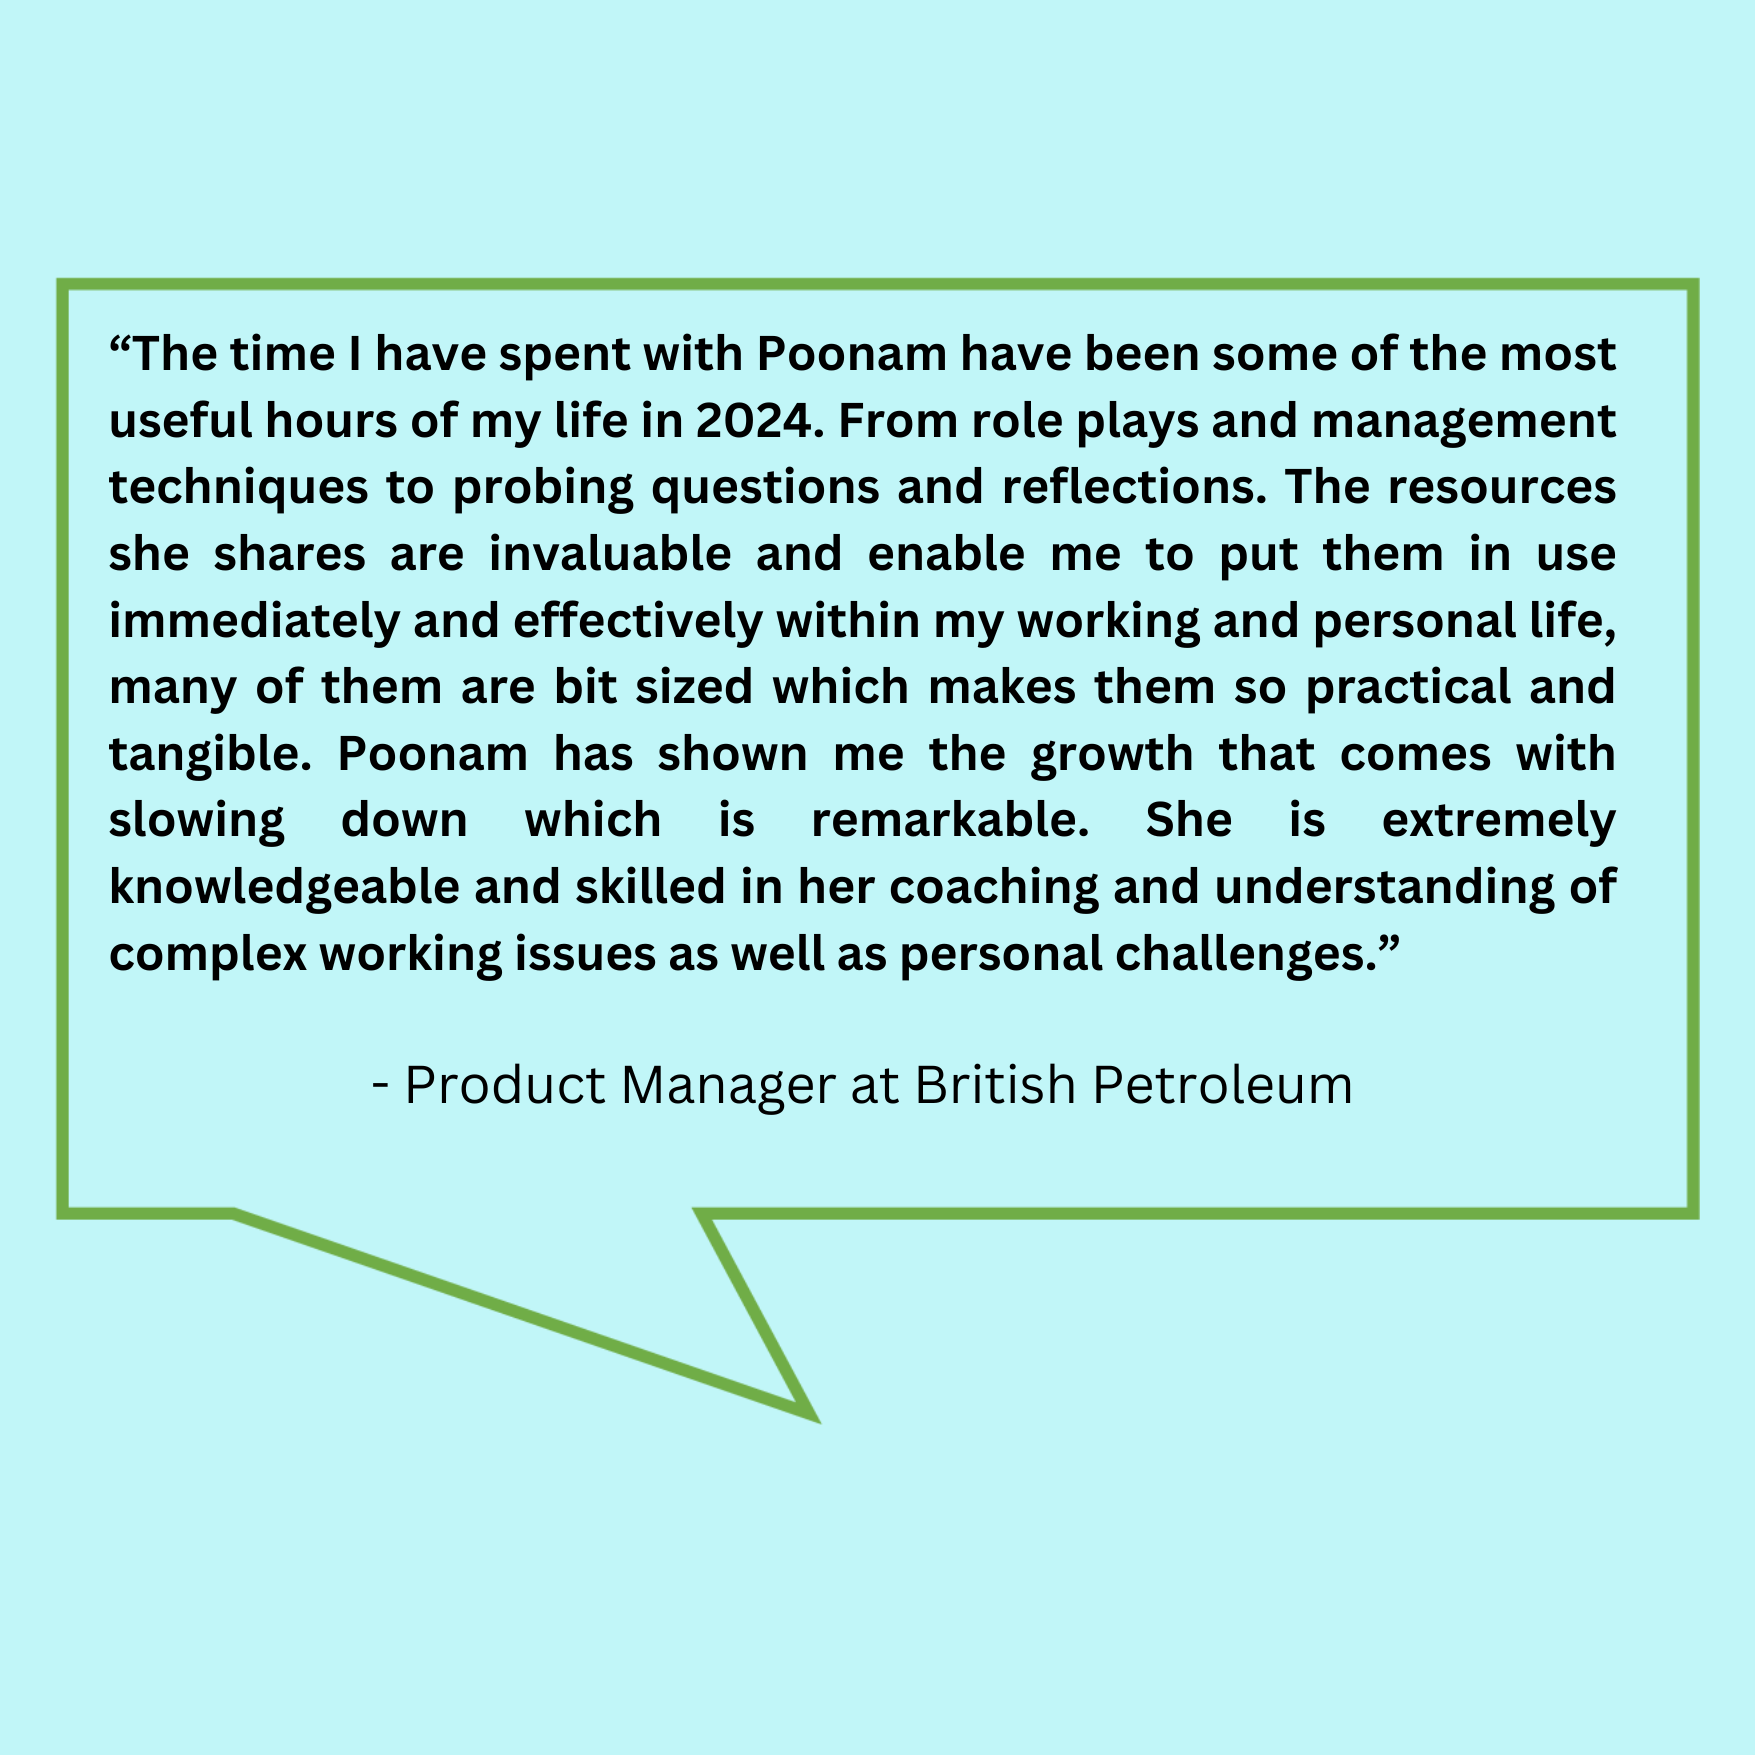 “The time I have spent with Poonam have been some of the most
useful hours of my life in 2024. From role plays and management
techniques to probing questions and reflections. The resources
she shares are invaluable and enable me to put them in use
immediately and effectively within my working and personal life,
many of them are bit sized which makes them so practical and
tangible. Poonam has shown me the growth that comes with
slowing down which is remarkable. She is extremely
knowledgeable and skilled in her coaching and understanding of
complex working issues as well as personal challenges.”
- Product Manager at British Petroleum